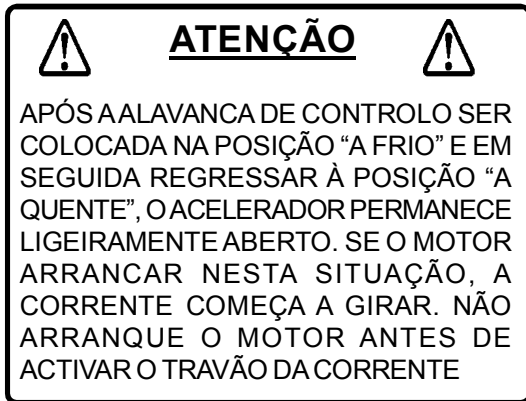 ATENÇÃO
APÓS A ALAVANCA DE CONTROLO SER
COLOCADA NA POSIÇÃO “A FRIO” E EM
SEGUIDA REGRESSAR À POSIÇÃO “A
QUENTE”, O ACELERADOR PERMANECE
LIGEIRAMENTE ABERTO. SE O MOTOR
ARRANCAR NESTA SITUAÇÃO, A
CORRENTE COMEÇA A GIRAR. NÃO
ARRANQUE O MOTOR ANTES DE
ACTIVAR O TRAVÃO DA CORRENTE